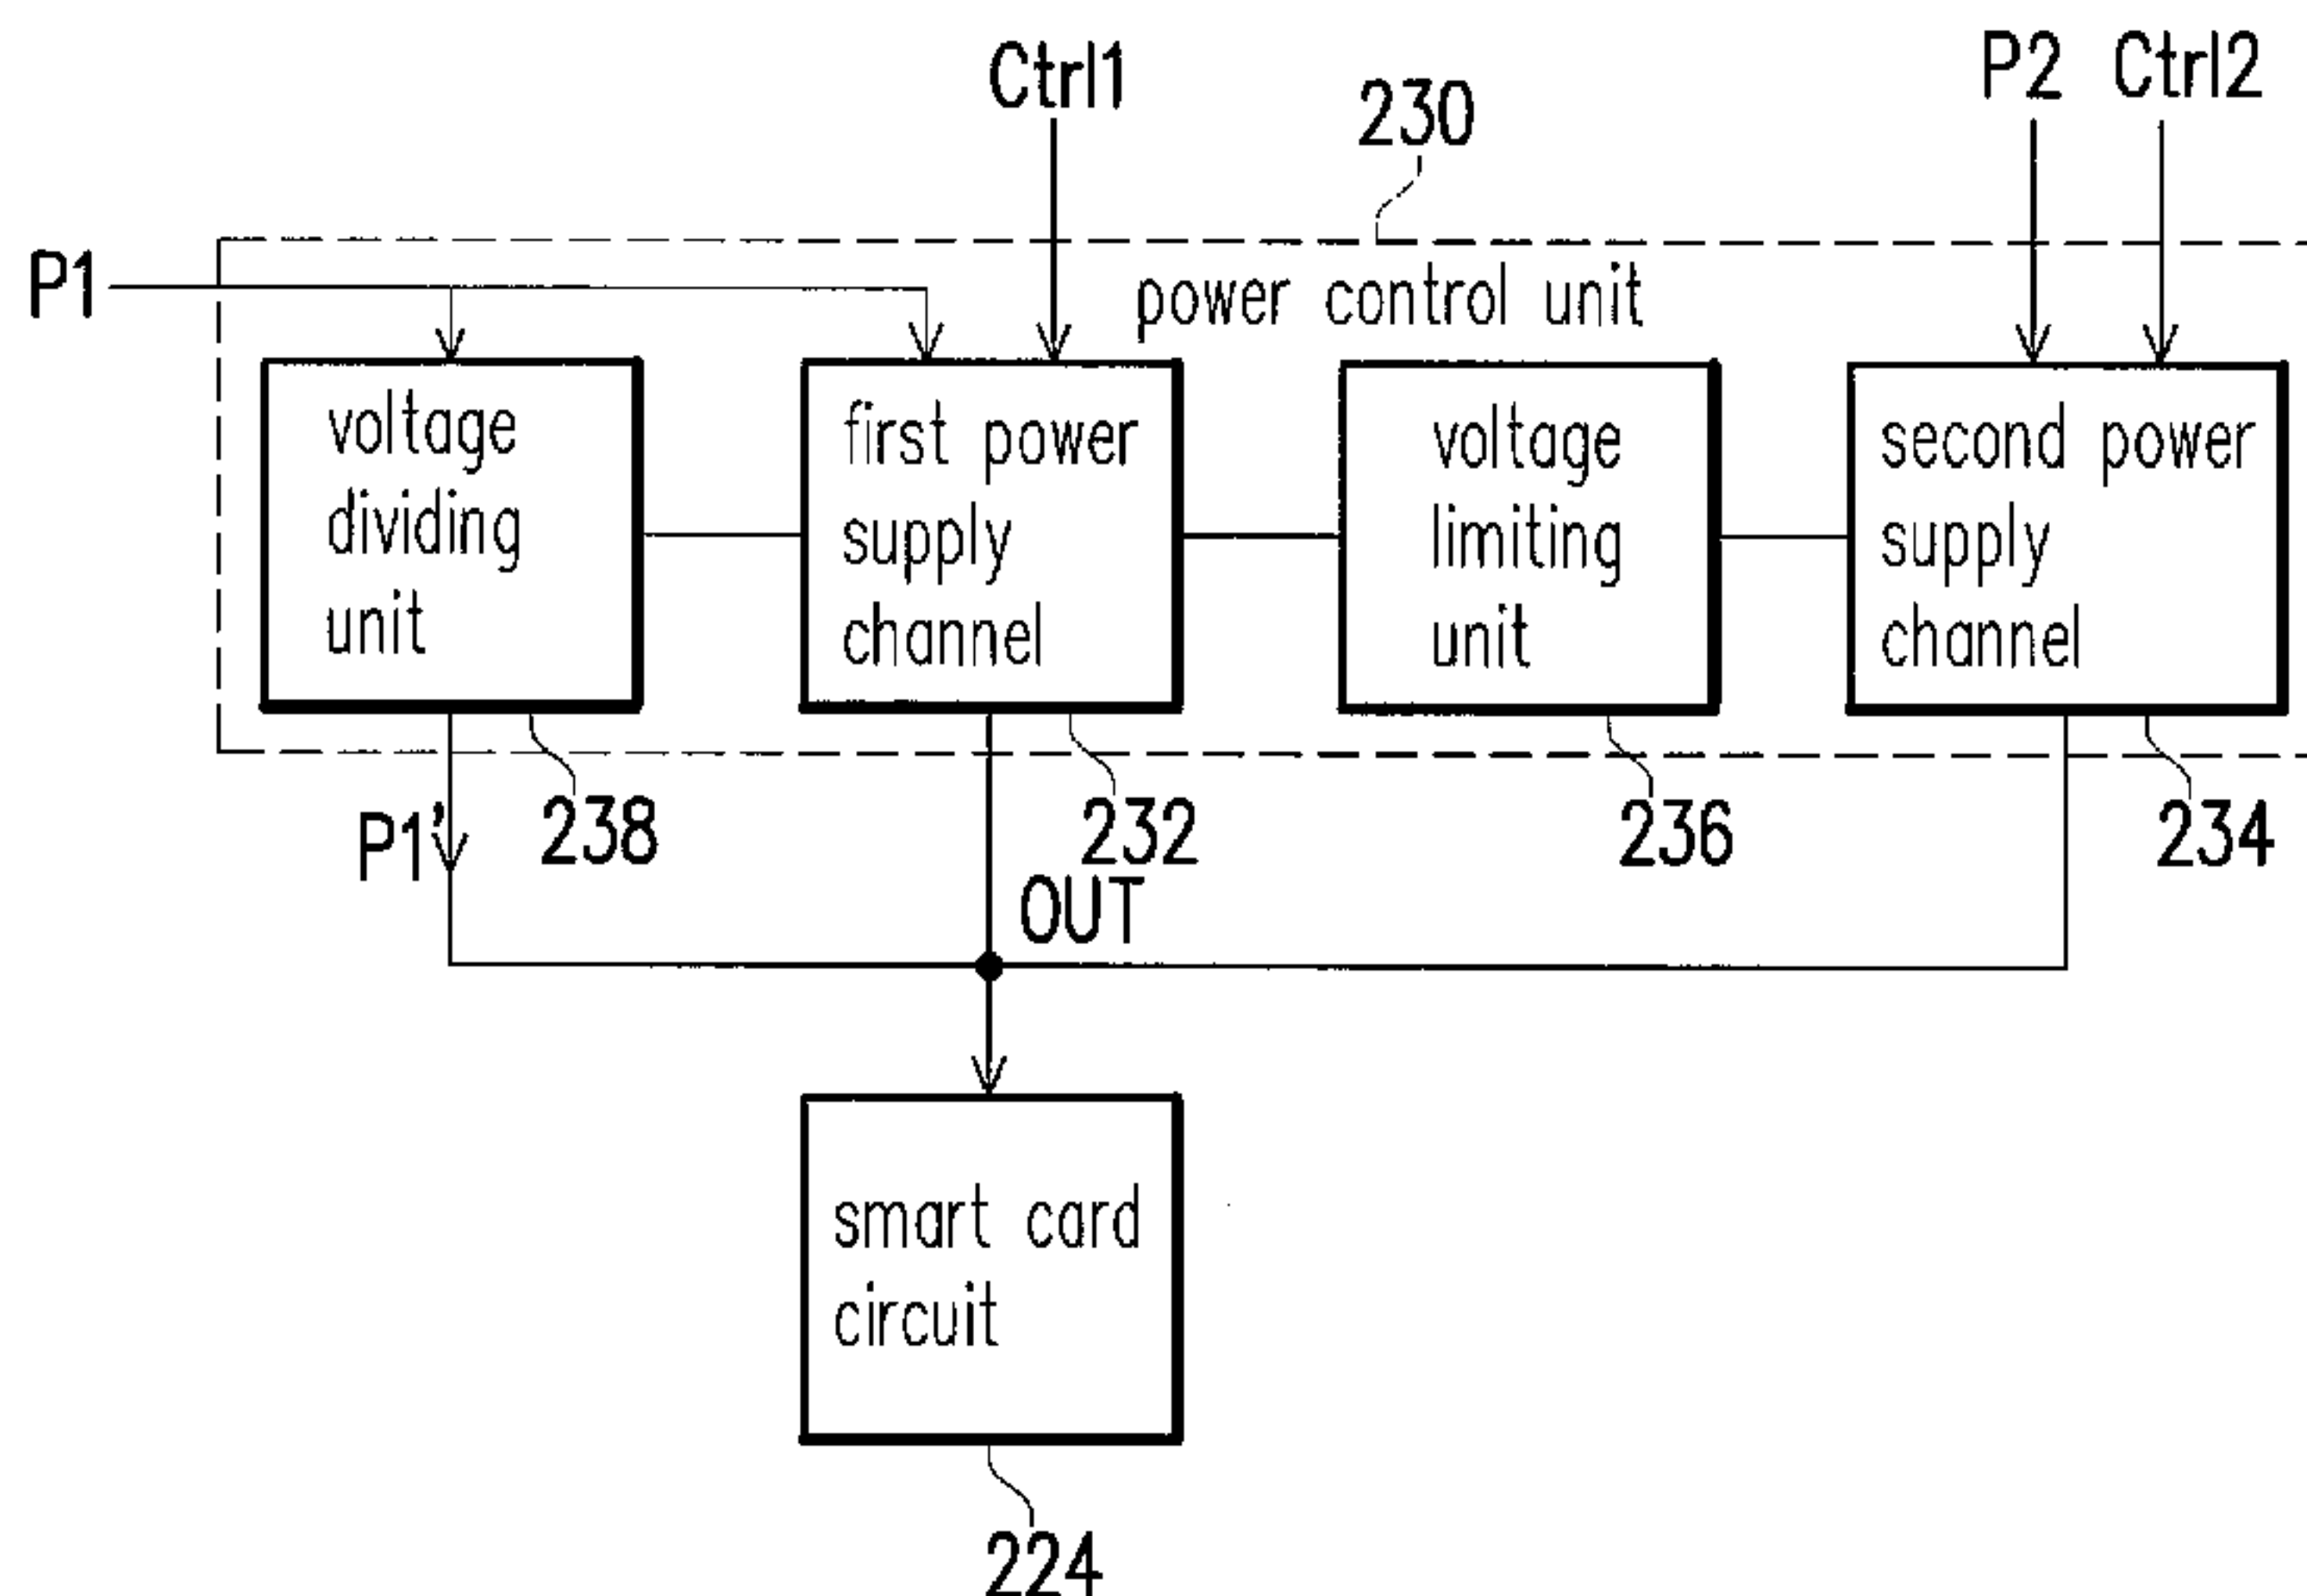 Ctrl1
P2 Ctrl2
230
P1
power control unit
voltage
dividing
unit
first power
supply
channel
voltage
limiting
unit
second power
supply
channel
P1'
238
232
236
234
OUT
smart card
circuit
224